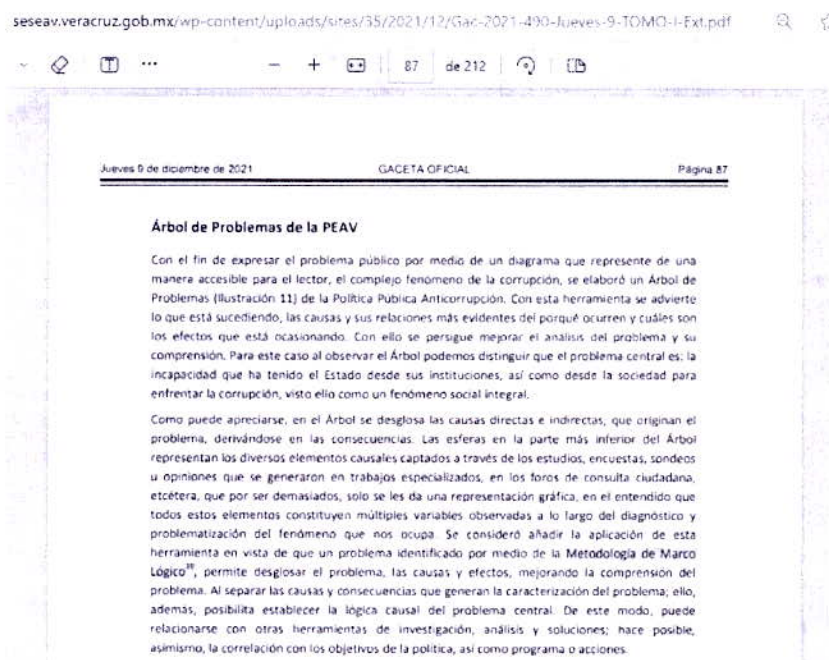 seseav.veracruz.gob.mx/wp-content/uploads/sites/35/2021/12/Gac-2021-490-Jueves-9-TOMO-I-Ext.pdf
87 de 212
Jueves 9 de diciembre de 2021 GACETA OFICIAL Página 87
Árbol de Problemas de la PEAV
Con el fin de expresar el problema público por medio de un diagrama que represente de una
manera accesible para el lector, el complejo fenómeno de la corrupción, se elaboró un Árbol de
Problemas (Ilustración 11) de la Política Pública Anticorrupción. Con esta herramienta se advierte
lo que está sucediendo, las causas y sus relaciones más evidentes del porqué ocurren y cuáles son
los efectos que está ocasionando. Con ello se persigue mejorar el análisis del problema y su
comprensión. Para este caso al observar el Árbol podemos distinguir que el problema central es: la
incapacidad que ha tenido el Estado desde sus instituciones, así como desde la sociedad para
enfrentar la corrupción, visto ello como un fenómeno social integral.
Como puede apreciarse, en el Árbol se desglosa las causas directas e indirectas, que originan el
problema, derivándose en las consecuencias. Las esferas en la parte más inferior del Árbol
representan los diversos elementos causales captados a través de los estudios, encuestas, sondeos
u opiniones que se generaron en trabajos especializados, en los foros de consulta ciudadana,
etcétera, que por ser demasiados, solo se les da una representación gráfica, en el entendido que
todos estos elementos constituyen múltiples variables observadas a lo largo del diagnóstico y
problematización del fenómeno que nos ocupa. Se consideró añadir la aplicación de esta
herramienta en vista de que un problema identificado por medio de la Metodología de Marco
Lógico, permite desglosar el problema, las causas y efectos, mejorando la comprensión del
problema. Al separar las causas y consecuencias que generan la caracterización del problema; ello,
además, posibilita establecer la lógica causal del problema central. De este modo, puede
relacionarse con otras herramientas de investigación, análisis y soluciones; hace posible,
asimismo, la correlación con los objetivos de la política, así como programa o acciones.